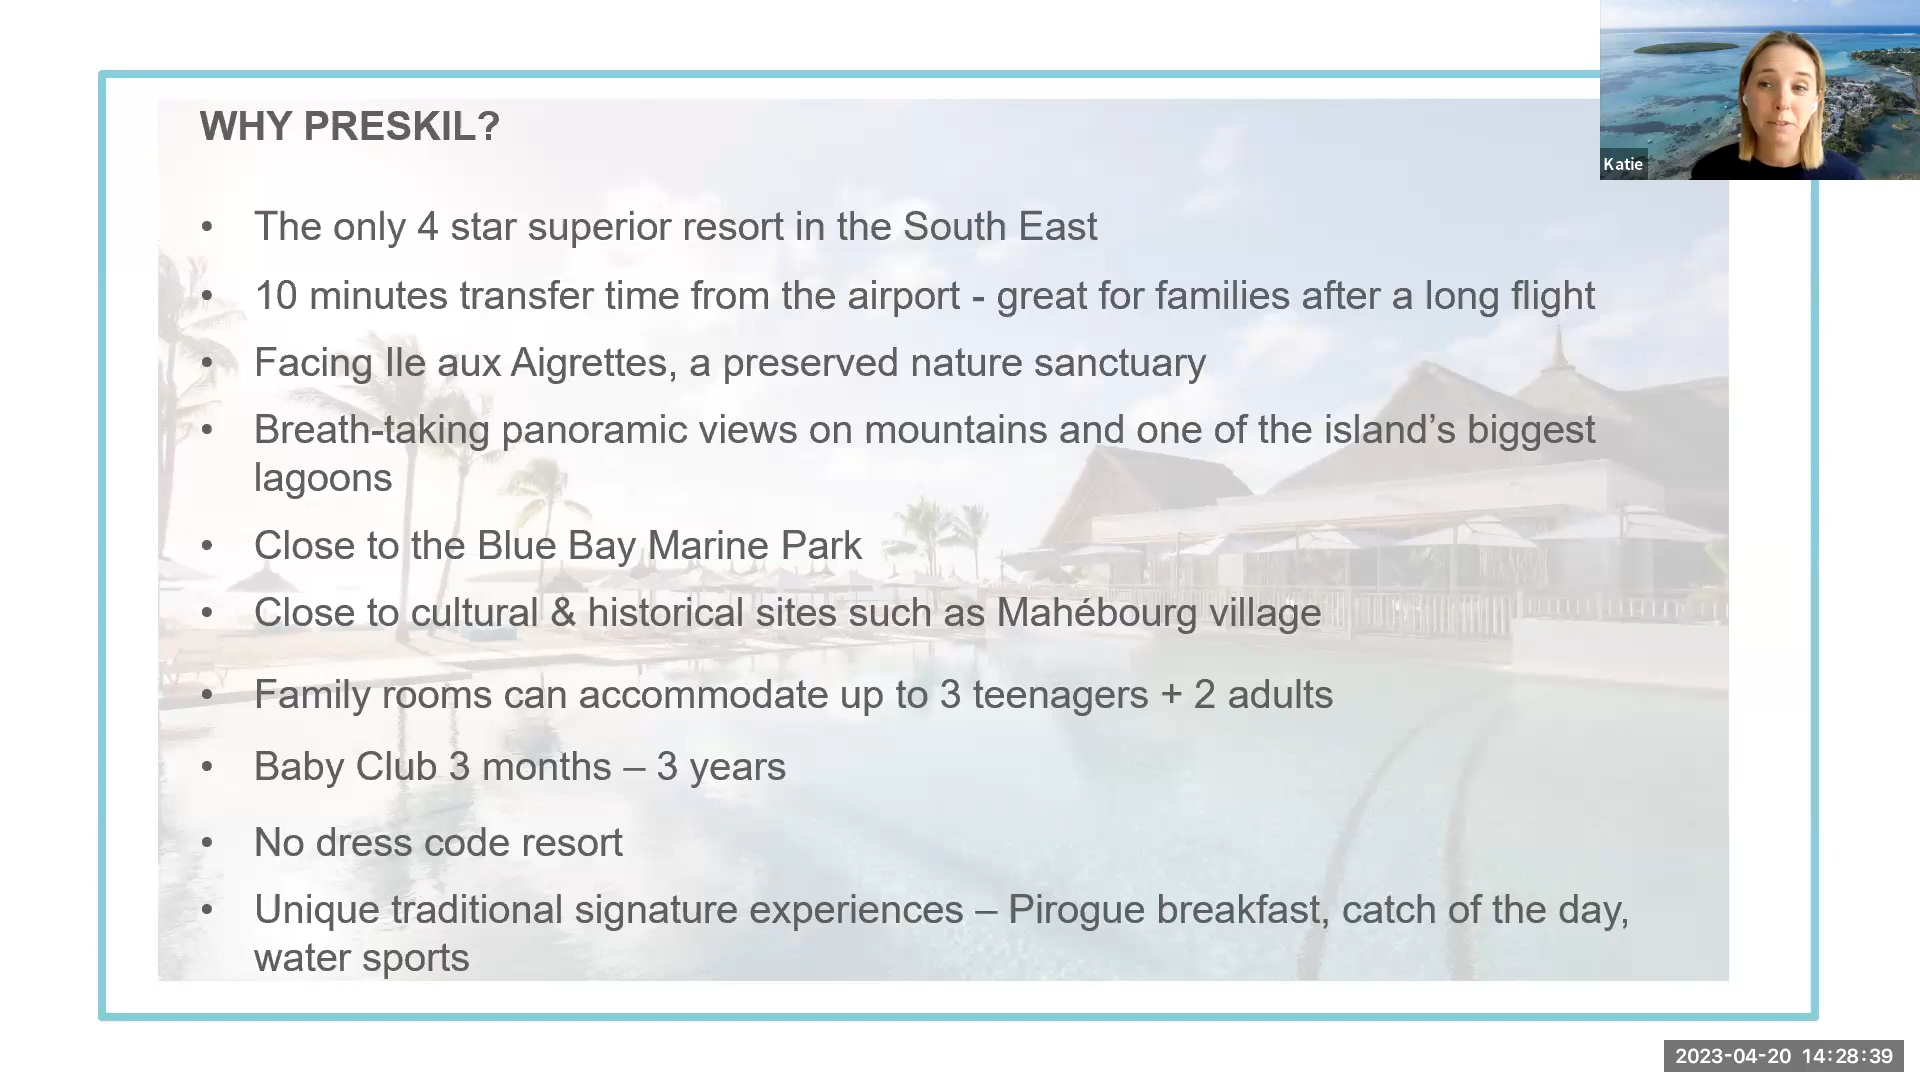 WHY PRESKIL?
• The only 4 star superior resort in the South East
• 10 minutes transfer time from the airport - great for families after a long flight
• Facing Ile aux Aigrettes, a preserved nature sanctuary
• Breath-taking panoramic views on mountains and one of the island’s biggest
lagoons
• Close to the Blue Bay Marine Park
• Close to cultural & historical sites such as Mahébourg village
• Family rooms can accommodate up to 3 teenagers + 2 adults
• Baby Club 3 months – 3 years
• No dress code resort
• Unique traditional signature experiences – Pirogue breakfast, catch of the day,
water sports
Katie
2023-04-20 14:28:39